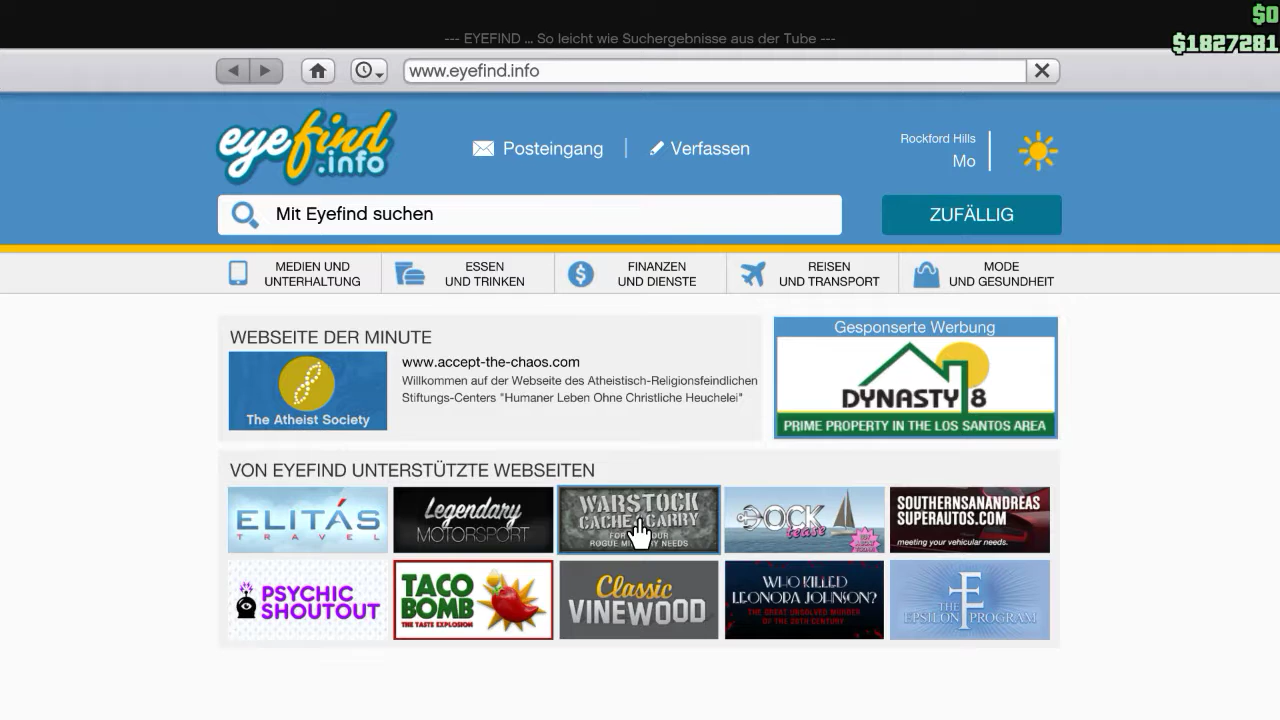 $0
--- EYEFIND ... So leicht wie Suchergebnisse aus der Tube ---
$1827281
www.eyefind.info
eyefind
.info
Posteingang
Verfassen
Rockford Hills
Mo
Mit Eyefind suchen
ZUFÄLLIG
MEDIEN UND
UNTERHALTUNG
ESSEN
UND TRINKEN
FINANZEN
UND DIENSTE
REISEN
UND TRANSPORT
MODE
UND GESUNDHEIT
WEBSEITE DER MINUTE
The Atheist Society
www.accept-the-chaos.com
Willkommen auf der Webseite des Atheistisch-Religionsfeindlichen
Stiftungs-Centers "Humaner Leben Ohne Christliche Heuchelei"
Gesponserte Werbung
DYNASTY 8
PRIME PROPERTY IN THE LOS SANTOS AREA
VON EYEFIND UNTERSTÜTZTE WEBSEITEN
ELITÁS
TRAVEL
Legendary
MOTORSPORT
WARSTOCK
CACHE & CARRY
DOCK
tease
SOUTHERNSANANDREAS
SUPERAUTOS.COM
meeting your vehicular needs.
PSYCHIC
SHOUTOUT
TACO
BOMB
THE TASTE EXPLOSION
Classic
VINEWOOD
WHO KILLED
LEONORA JOHNSON?
THE GREAT UNSOLVED MURDER
OF THE 20TH CENTURY
THE
EPSILON PROGRAM